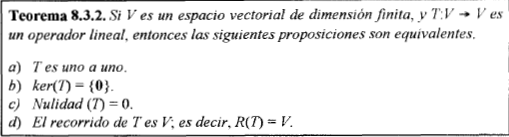 Teorema 8.3.2. Si V es un espacio vectorial de dimensión finita, y T:V → V es
un operador lineal, entonces las siguientes proposiciones son equivalentes.
a) T es uno a uno.
b) ker(T) = {0}.
c) Nulidad (T) = 0.
d) El recorrido de T es V; es decir, R(T) = V.